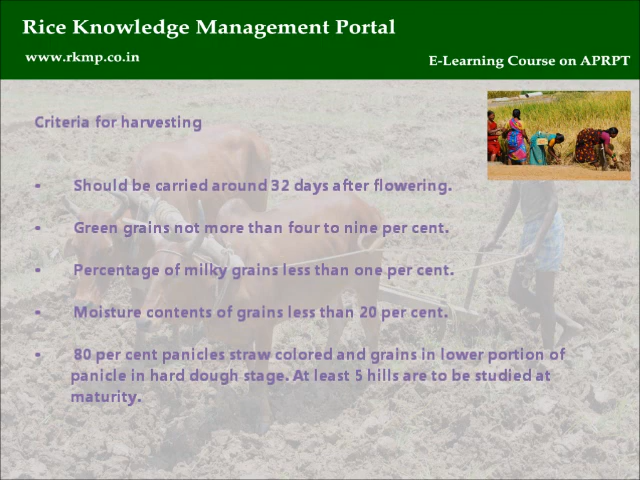 Rice Knowledge Management Portal
www.rkmp.co.in
E-Learning Course on APRPT
Criteria for harvesting
• Should be carried around 32 days after flowering.
• Green grains not more than four to nine per cent.
• Percentage of milky grains less than one per cent.
• Moisture contents of grains less than 20 per cent.
• 80 per cent panicles straw colored and grains in lower portion of
panicle in hard dough stage. At least 5 hills are to be studied at
maturity.